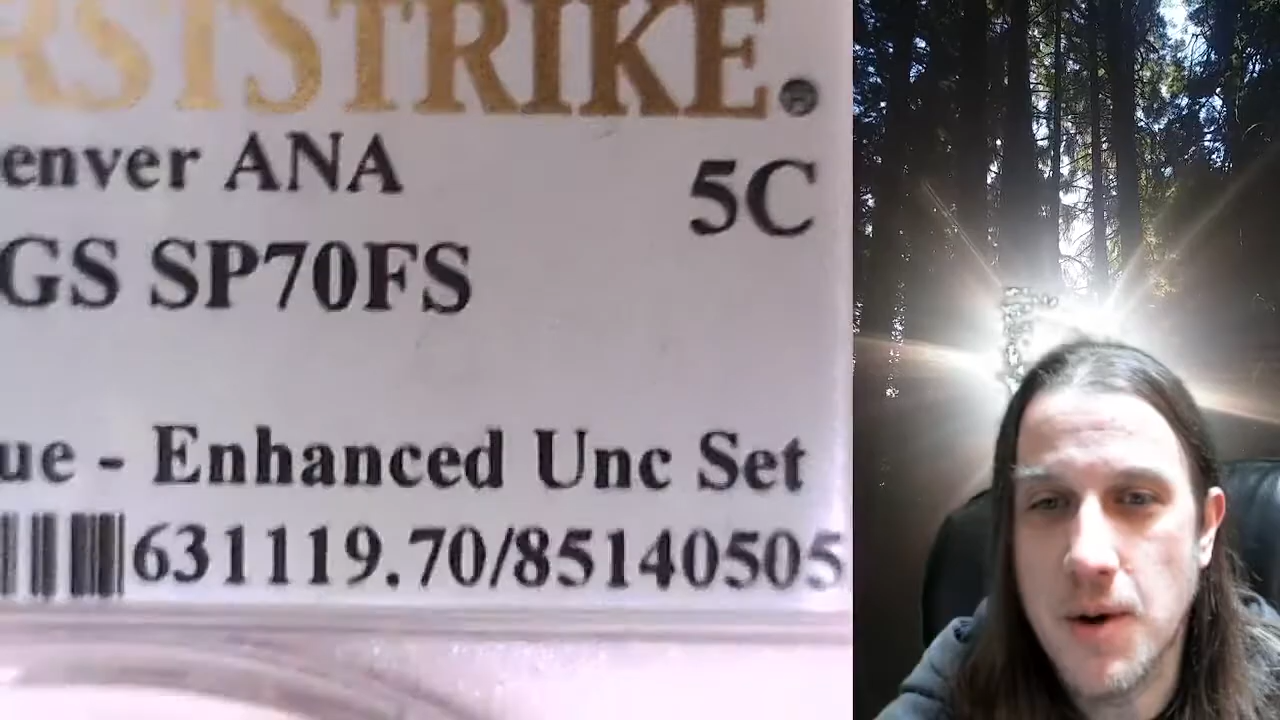 RSTSTRIKE®
enver ANA 5C
GS SP70FS
ue - Enhanced Unc Set
631119.70/85140505